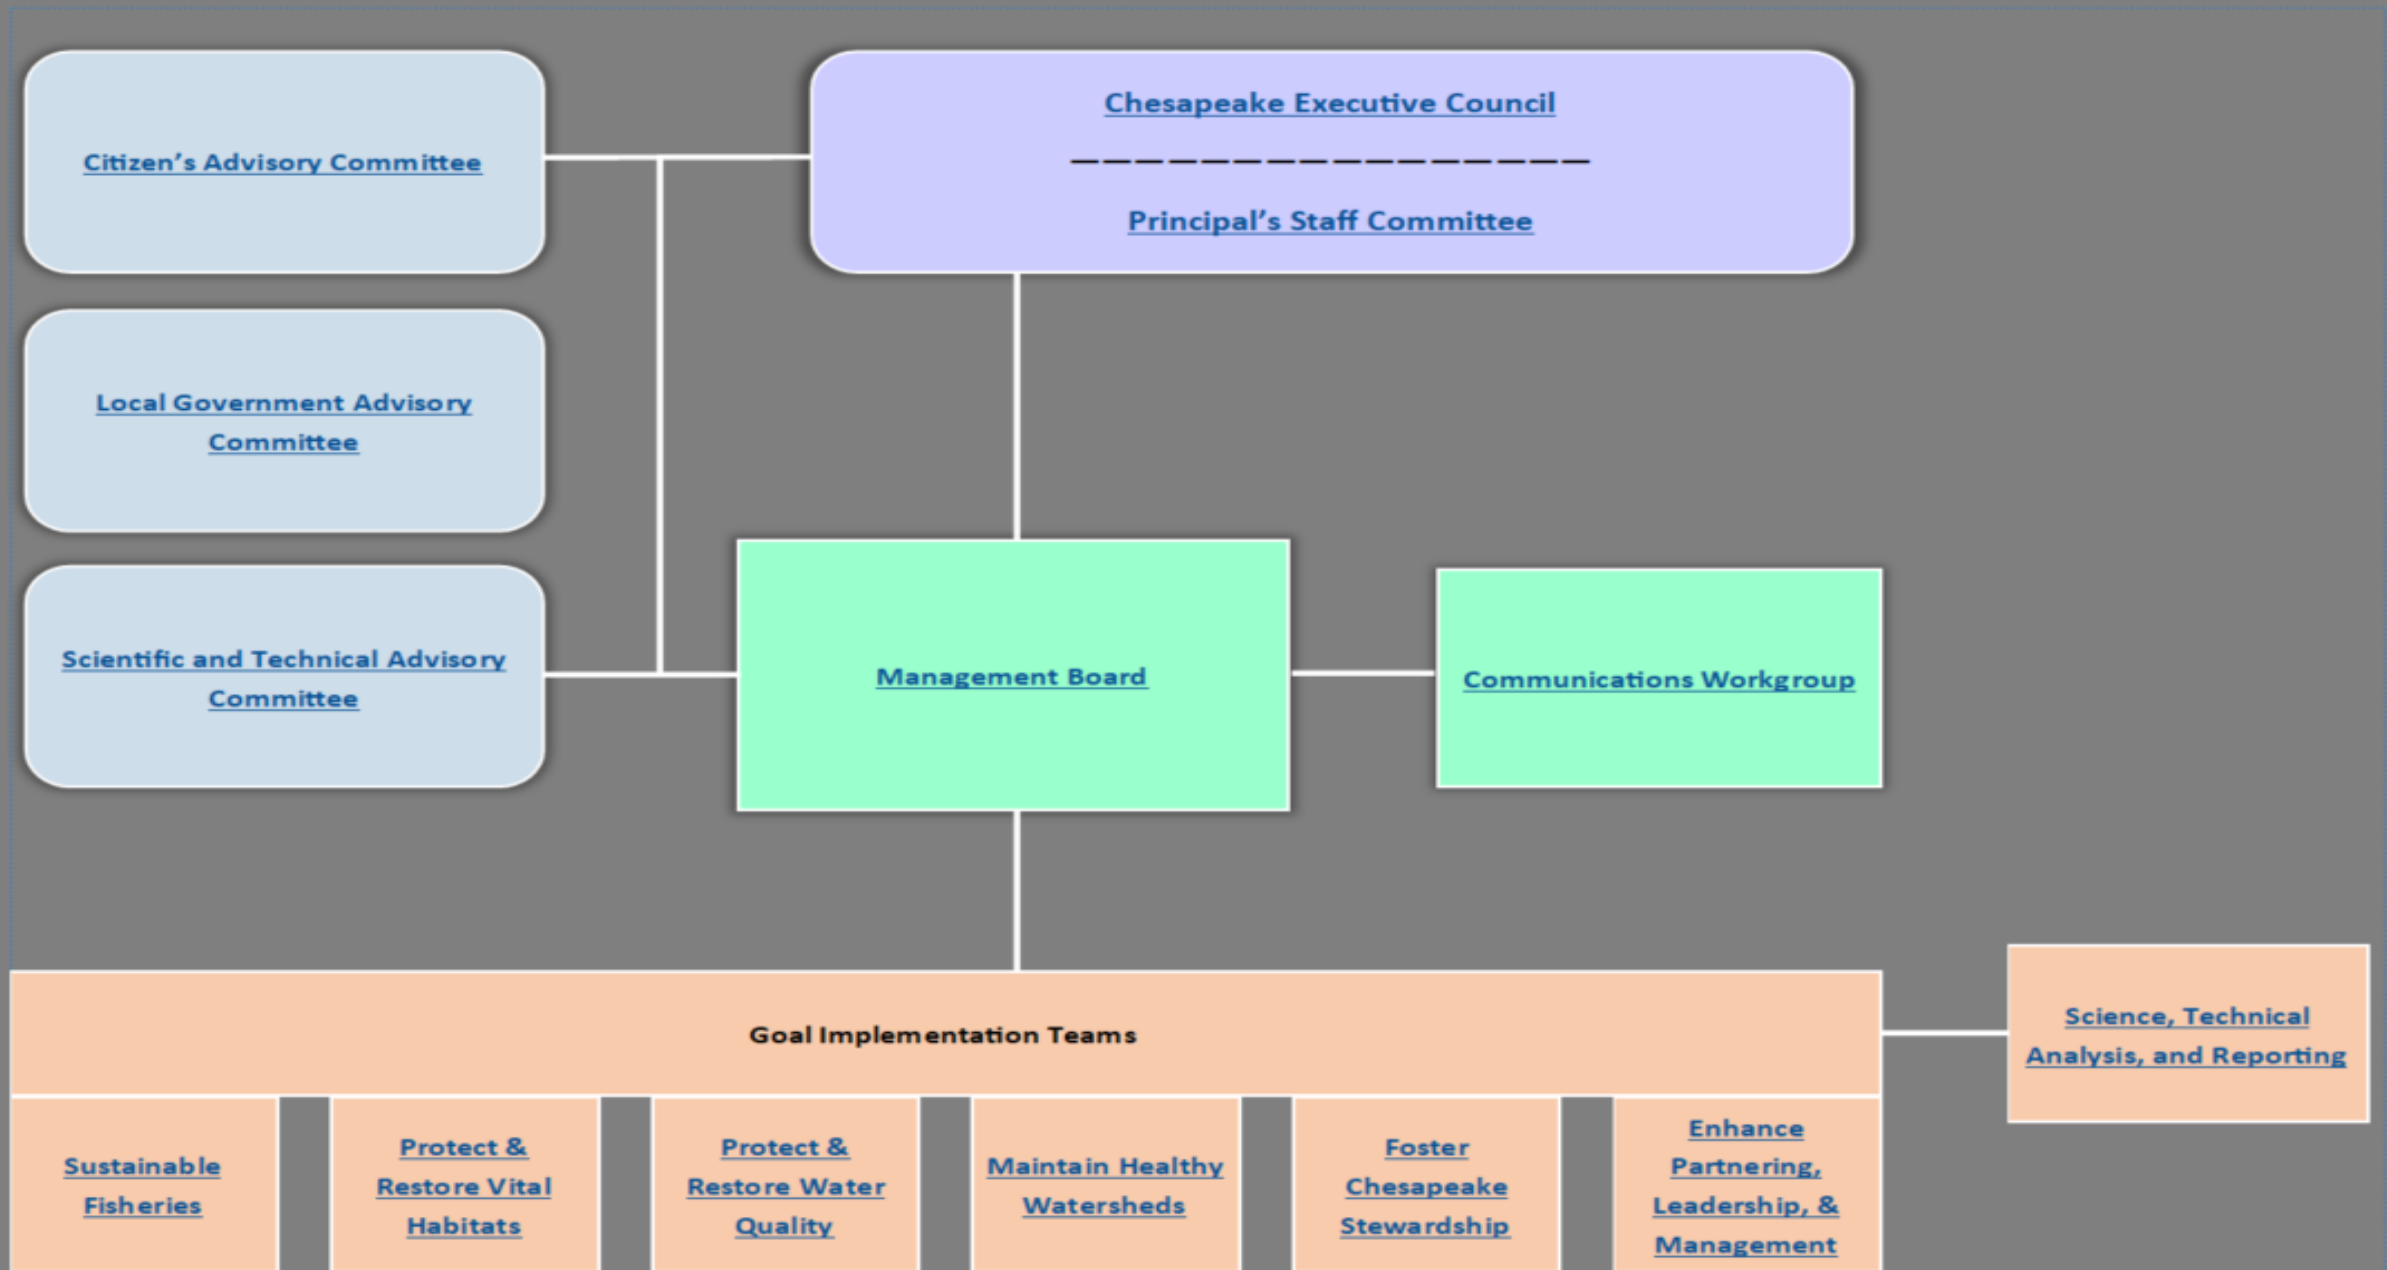 Citizen’s Advisory Committee
Chesapeake Executive Council
————————————————
Principal’s Staff Committee
Local Government Advisory
Committee
Scientific and Technical Advisory
Committee
Management Board
Communications Workgroup
Goal Implementation Teams
Science, Technical
Analysis, and Reporting
Sustainable
Fisheries
Protect &
Restore Vital
Habitats
Protect &
Restore Water
Quality
Maintain Healthy
Watersheds
Foster
Chesapeake
Stewardship
Enhance
Partnering,
Leadership, &
Management